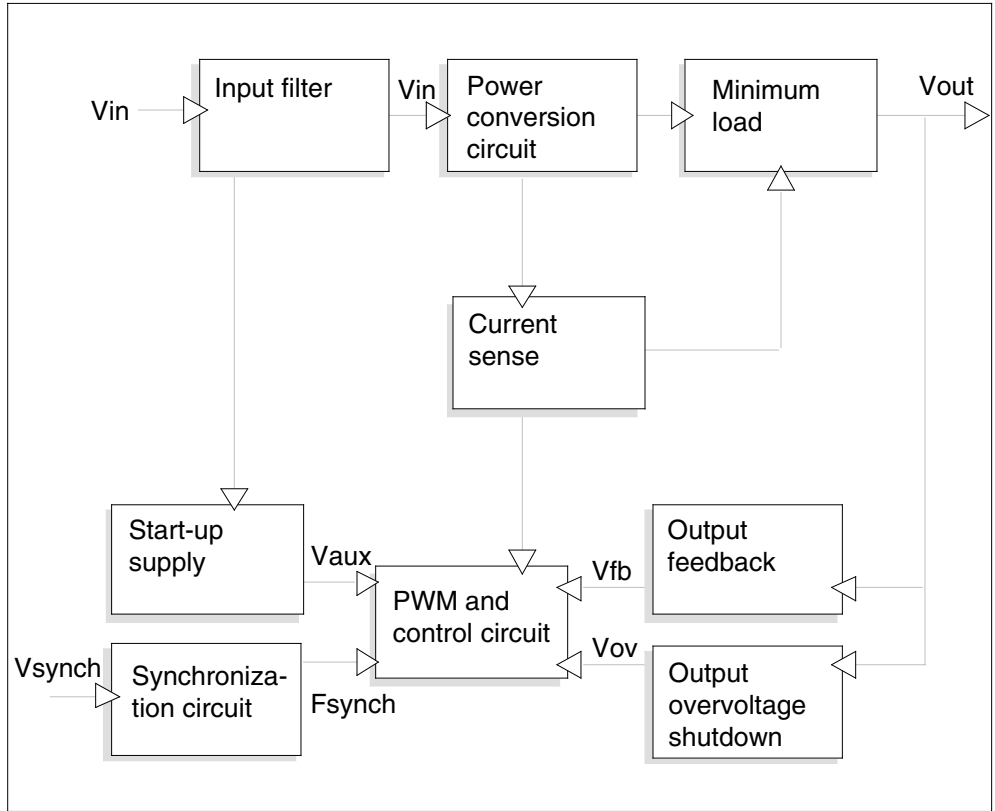 Vin
Input filter
Vin
Power
conversion
circuit
Minimum
load
Vout
Current
sense
Start-up
supply
Vaux
PWM and
control circuit
Vfb
Output
feedback
Vsynch
Synchroniza-
tion circuit
Fsynch
Vov
Output
overvoltage
shutdown